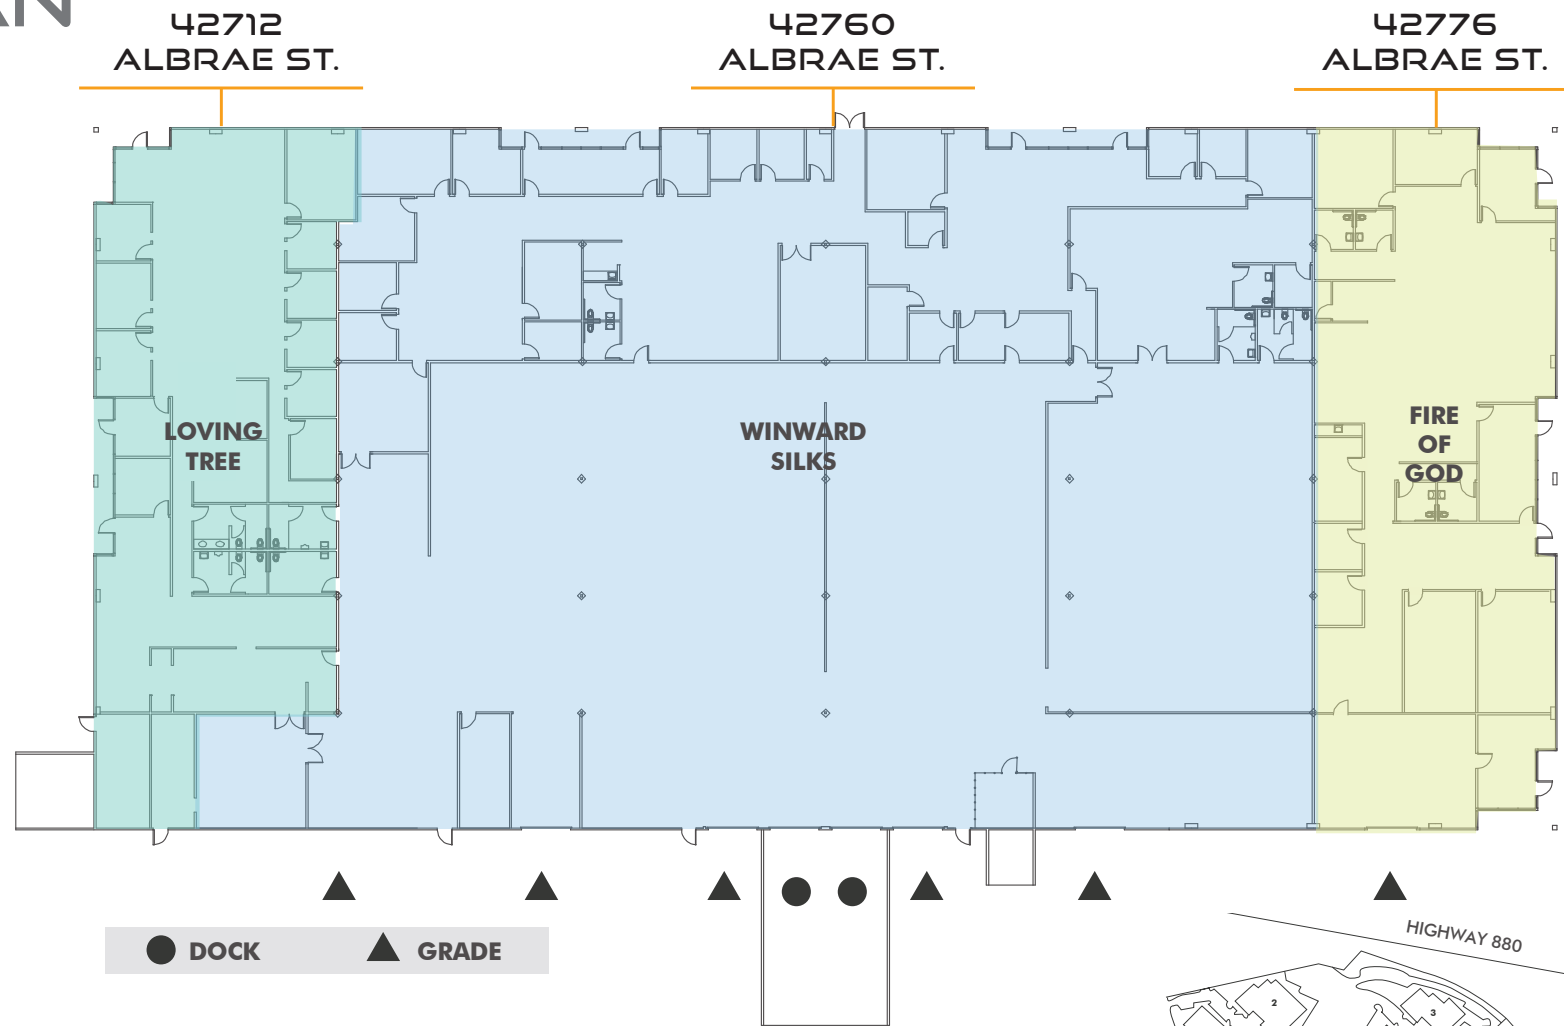 42712
ALBRAE ST.
42760
ALBRAE ST.
42776
ALBRAE ST.
LOVING
TREE
WINWARD
SILKS
FIRE
OF
GOD
DOCK
GRADE
HIGHWAY 880
2
3